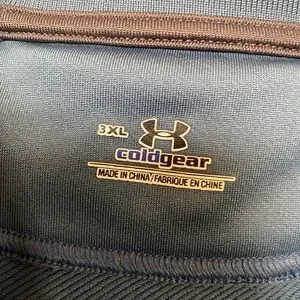 3XL
coldgear
MADE IN CHINA/FABRIQUE EN CHINE